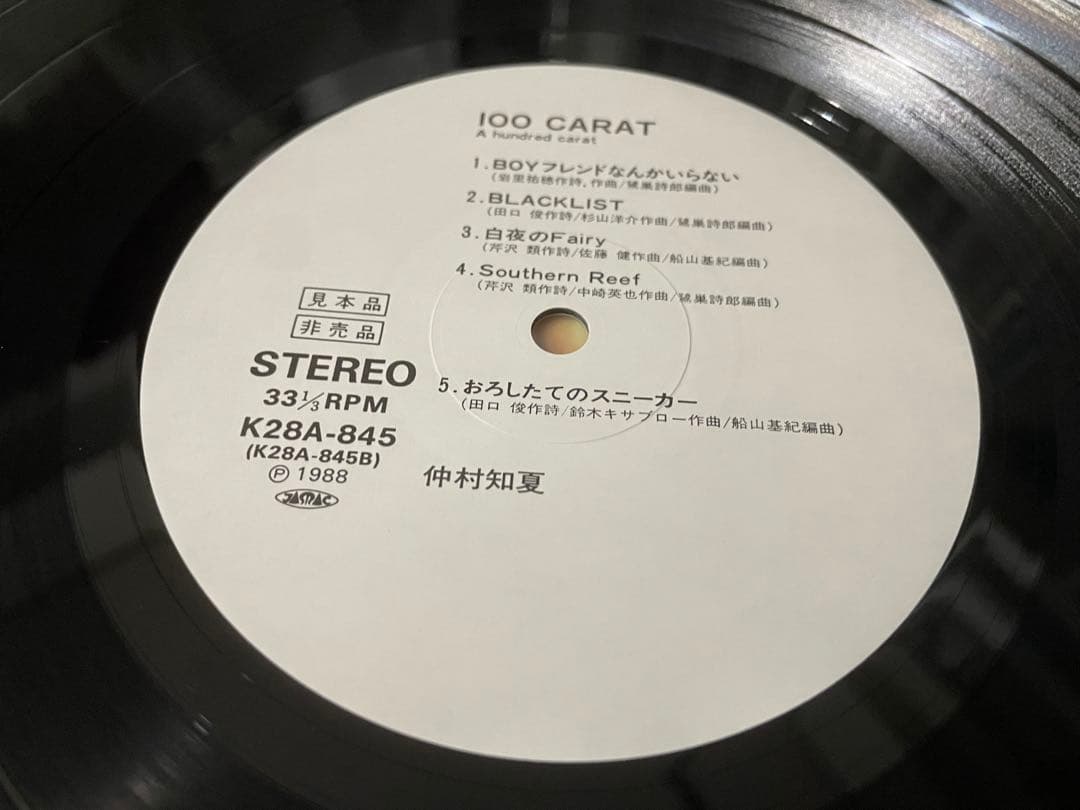 100 CARAT
A hundred carat
1.BOYフレンドなんかいらない
(岩里祐穂作詩,作曲/鷺巣詩郎編曲)
2.BLACKLIST
(田口 俊作詩/杉山洋介作曲/鷺巣詩郎編曲)
3.白夜のFairy
(芹沢 類作詩/佐藤 健作曲/船山基紀編曲)
4.Southern Reef
(芹沢 類作詩/中崎英也作曲/鷺巣詩郎編曲)
見本品
非売品
STEREO
33 1/3 RPM
K28A-845
(K28A-845B)
Ⓟ 1988
JASRAC
5.おろしたてのスニーカー
(田口 俊作詩/鈴木キサブロー作曲/船山基紀編曲)
仲村知夏